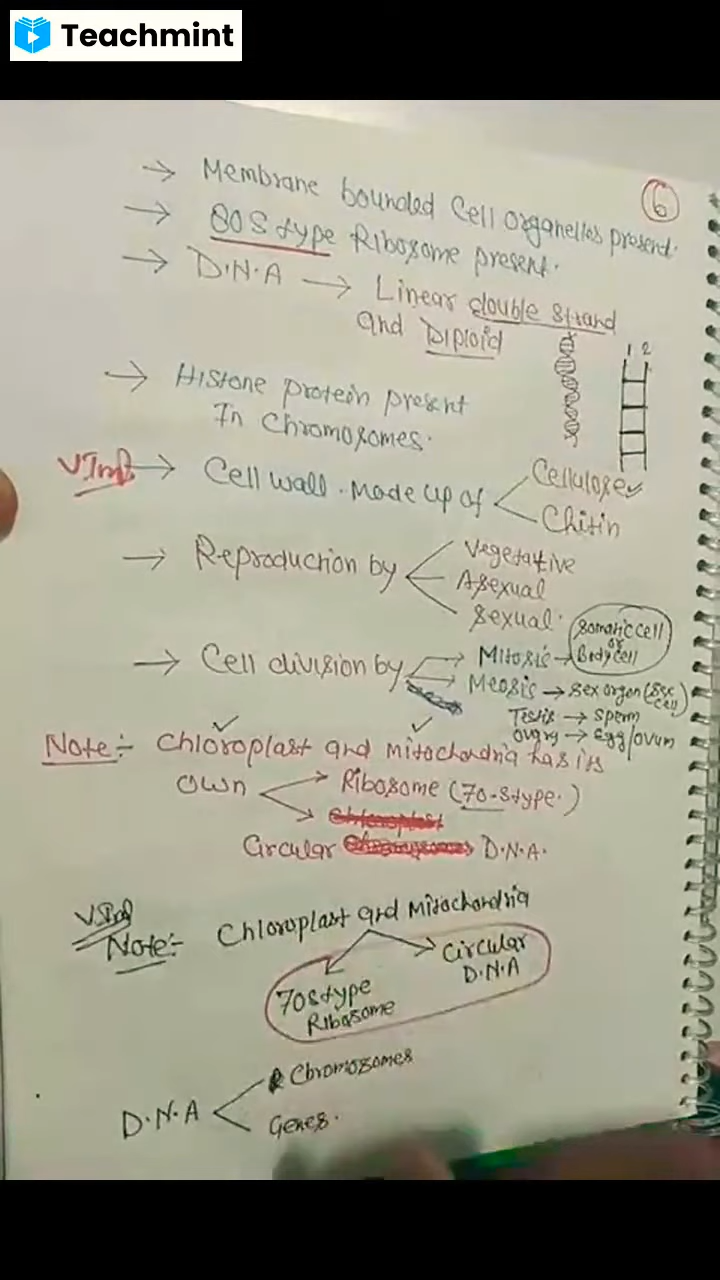 Teachmint
6
→ Membrane bounded Cell organelles present.
→ 80S type Ribosome present.
→ D.N.A → Linear double strand
and Diploid
1 2
→ Histone protein present
In Chromosomes.
V.Imp → Cell wall. Made up of
Cellulose
Chitin
→ Reproduction by
Vegetative
Asexual
Sexual.
→ Cell division by
Mitosis → Somatic cell or Body cell
Meosis → Sex organ (Sex cell)
Testis → Sperm
Ovary → Egg/Ovum
Note:- Chloroplast and mitochondria has its
own
Ribosome (70-S type.)
Circular D.N.A.
V.Imp
Note:- Chloroplast and Mitochondria
70S type
Ribosome
Circular
D.N.A
D.N.A
Chromosomes
Genes.